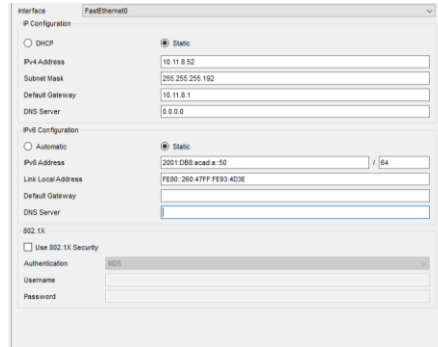 Interface FastEthernet0
IP Configuration
DHCP Static
IPv4 Address 10.11.8.52
Subnet Mask 255.255.255.192
Default Gateway 10.11.8.1
DNS Server 0.0.0.0
IPv6 Configuration
Automatic Static
IPv6 Address 2001:DB8:acad:a::50 / 64
Link Local Address FE80::260:47FF:FE93:4D3E
Default Gateway
DNS Server
802.1X
Use 802.1X Security
Authentication MD5
Username
Password